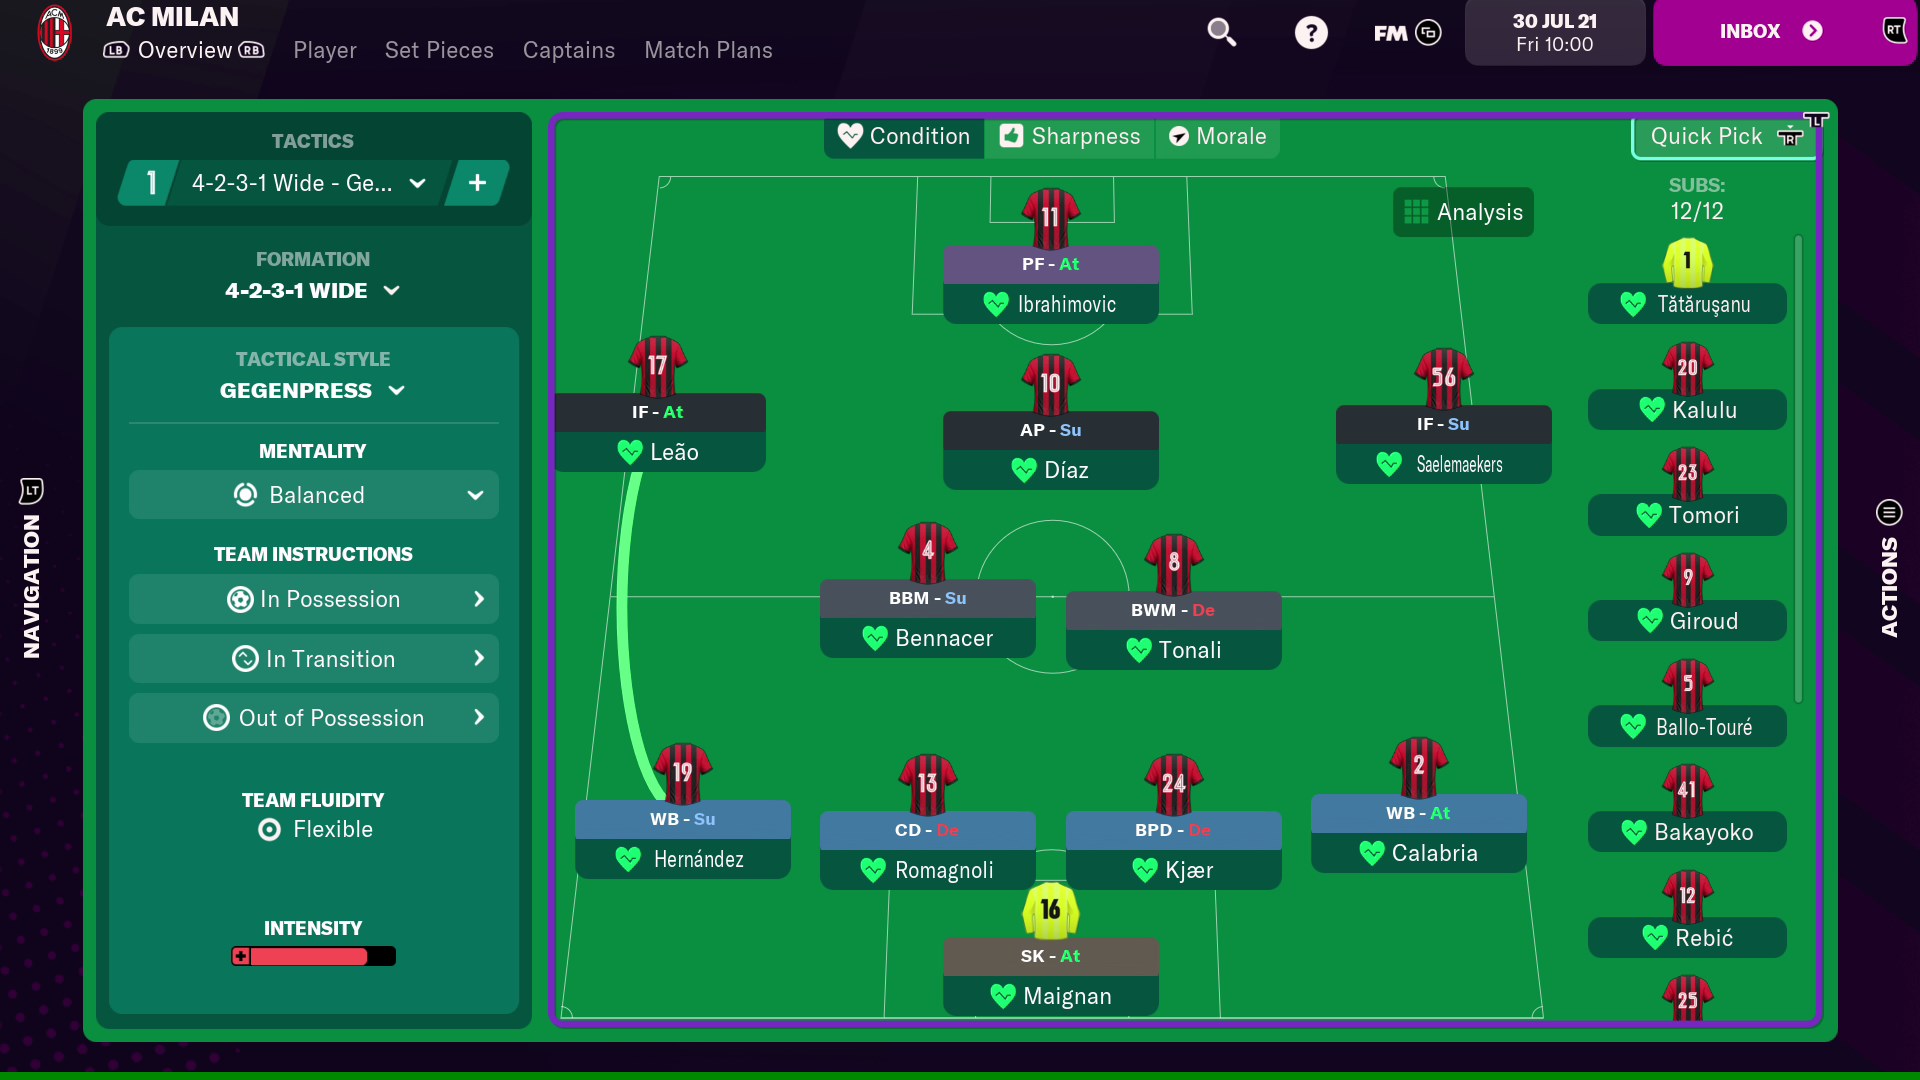 AC MILAN
LB Overview RB Player Set Pieces Captains Match Plans
FM
30 JUL 21
Fri 10:00
INBOX
RT
NAVIGATION
LT
TACTICS
1 4-2-3-1 Wide - Ge... +
FORMATION
4-2-3-1 WIDE
TACTICAL STYLE
GEGENPRESS
MENTALITY
Balanced
TEAM INSTRUCTIONS
In Possession
In Transition
Out of Possession
TEAM FLUIDITY
Flexible
INTENSITY
Condition Sharpness Morale
Quick Pick
L
R
Analysis
11
PF - At
Ibrahimovic
17
IF - At
Leão
10
AP - Su
Díaz
56
IF - Su
Saelemaekers
4
BBM - Su
Bennacer
8
BWM - De
Tonali
19
WB - Su
Hernández
13
CD - De
Romagnoli
24
BPD - De
Kjær
2
WB - At
Calabria
16
SK - At
Maignan
SUBS:
12/12
1
Tătăruşanu
20
Kalulu
23
Tomori
9
Giroud
5
Ballo-Touré
41
Bakayoko
12
Rebić
25
ACTIONS